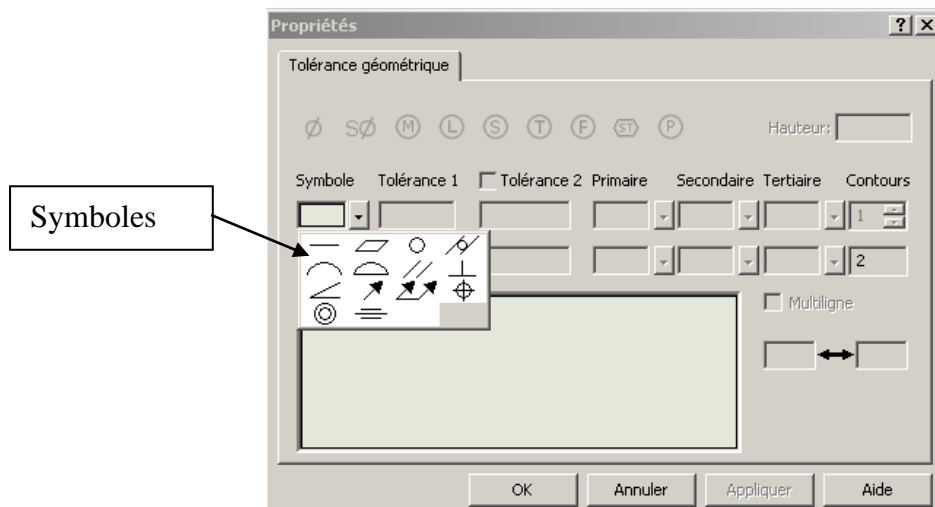 Propriétés
Tolérance géométrique
Ø SØ M L S T F ST P Hauteur:
Symbole Tolérance 1 Tolérance 2 Primaire Secondaire Tertiaire Contours
1
Symboles
2
Multiligne
OK Annuler Appliquer Aide